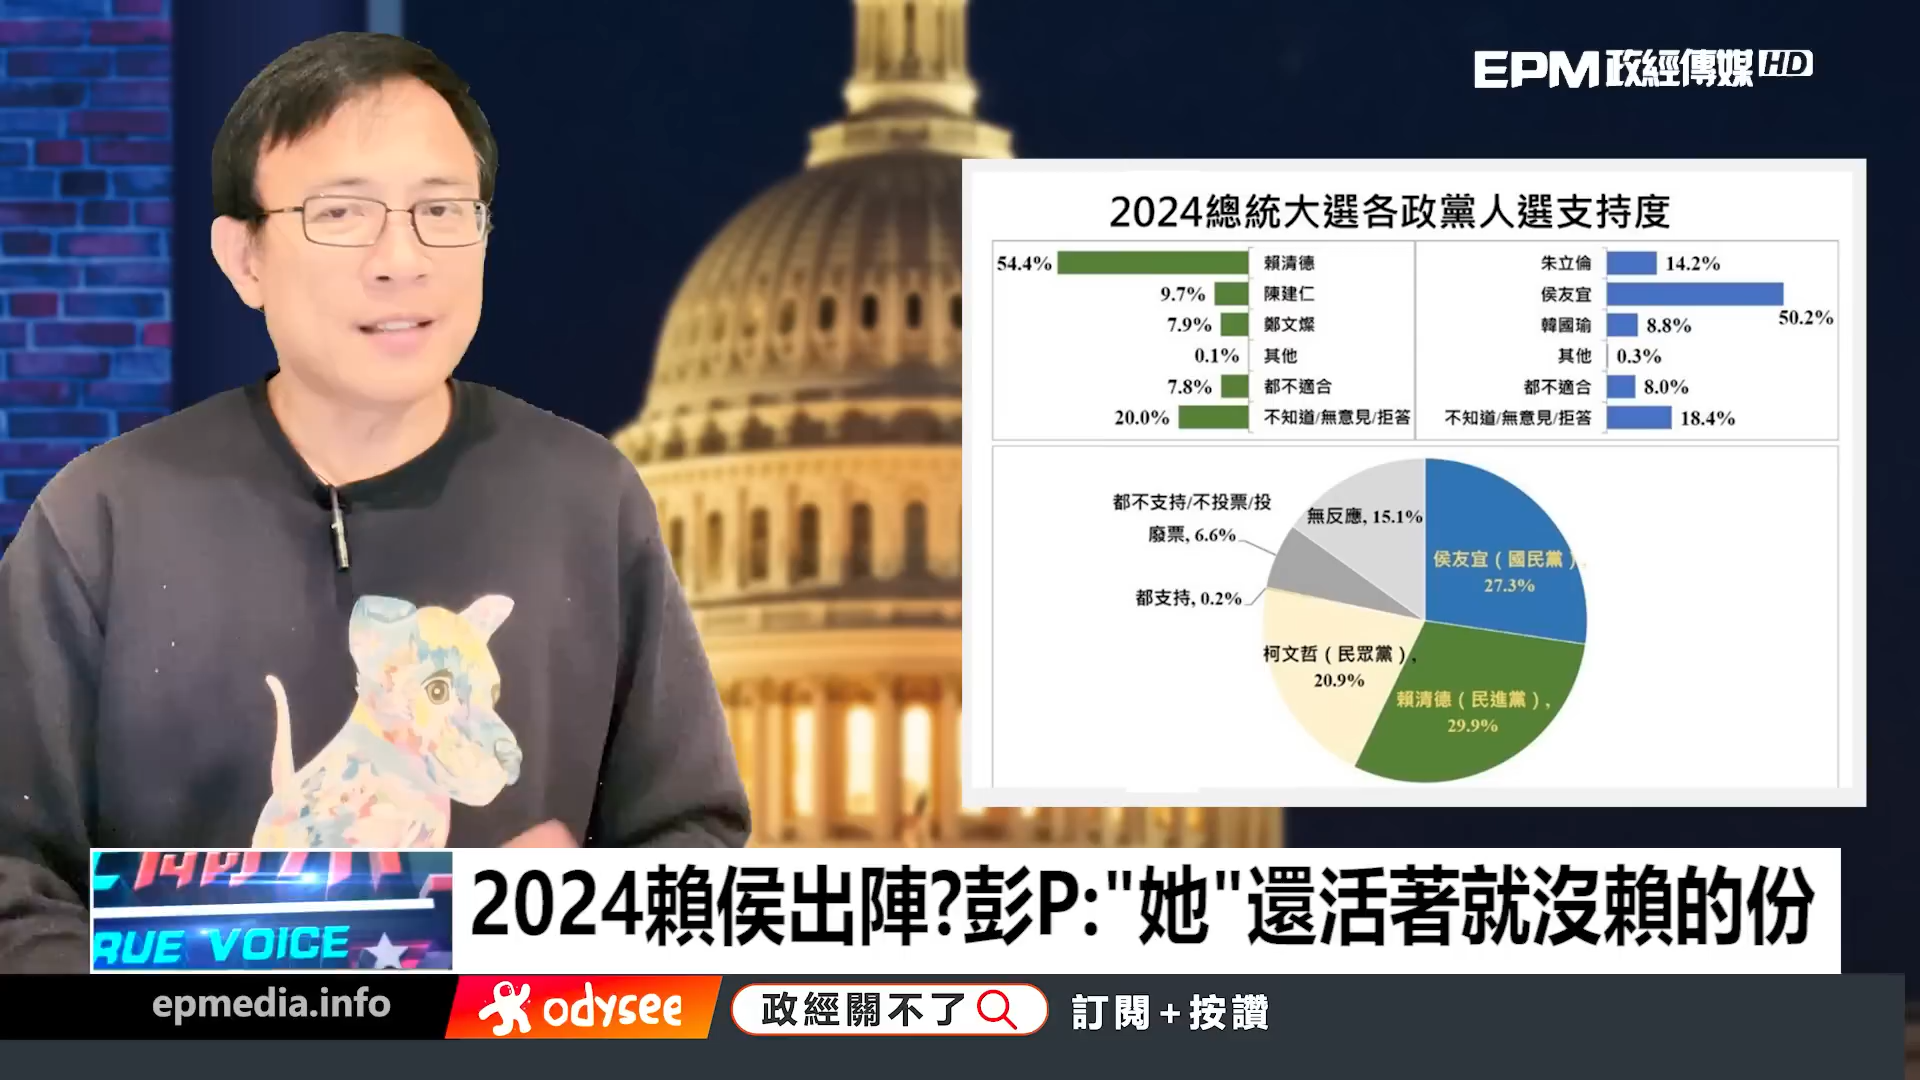 EPM政經傳媒HD
2024總統大選各政黨人選支持度
54.4% 賴清德
9.7% 陳建仁
7.9% 鄭文燦
0.1% 其他
7.8% 都不適合
20.0% 不知道/無意見/拒答
朱立倫 14.2%
侯友宜 50.2%
韓國瑜 8.8%
其他 0.3%
都不適合 8.0%
不知道/無意見/拒答 18.4%
都不支持/不投票/投
廢票, 6.6%
無反應, 15.1%
侯友宜（國民黨）,
27.3%
都支持, 0.2%
柯文哲（民眾黨）,
20.9%
賴清德（民進黨）,
29.9%
2024賴侯出陣?彭P:"她"還活著就沒賴的份
RUE VOICE
epmedia.info
odysee
政經關不了
訂閱+按讚